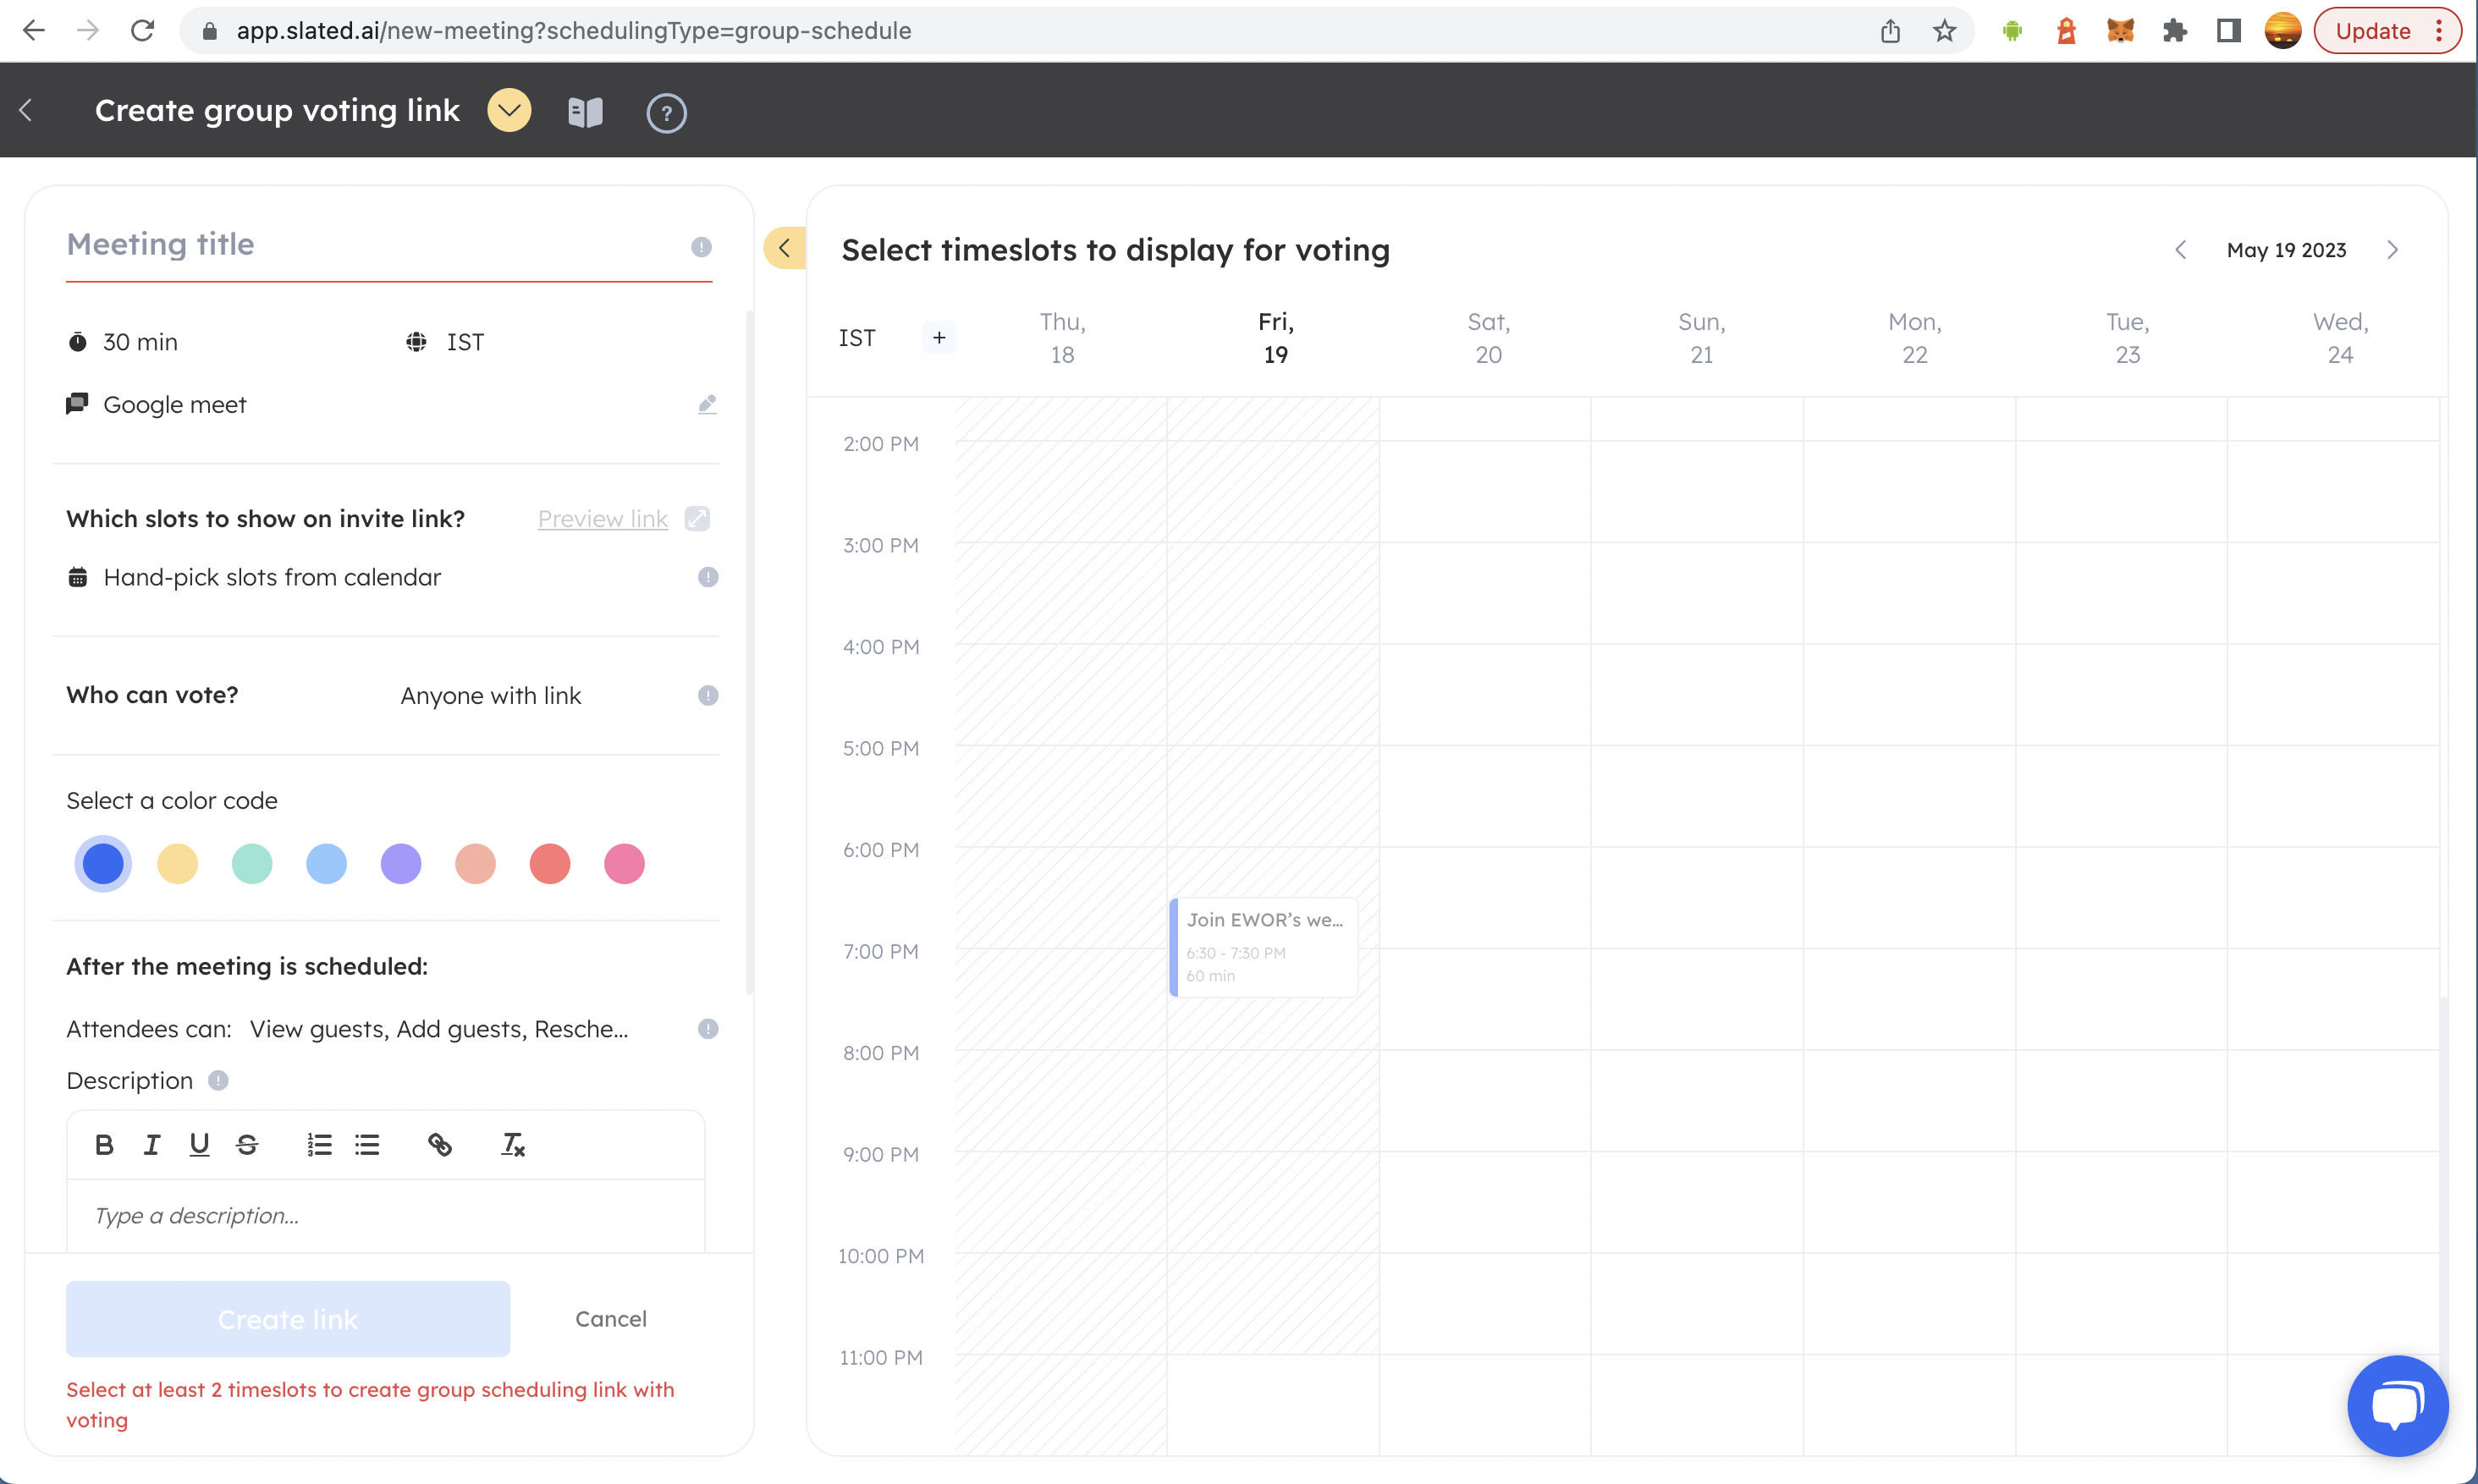 app.slated.ai/new-meeting?schedulingType=group-schedule
Update
Create group voting link
?
Meeting title
30 min
IST
Google meet
Which slots to show on invite link?
Preview link
Hand-pick slots from calendar
Who can vote?
Anyone with link
Select a color code
After the meeting is scheduled:
Attendees can: View guests, Add guests, Resche...
Description
B I U S
Type a description...
Create link
Cancel
Select at least 2 timeslots to create group scheduling link with
voting
Select timeslots to display for voting
May 19 2023
IST
+
Thu,
18
Fri,
19
Sat,
20
Sun,
21
Mon,
22
Tue,
23
Wed,
24
2:00 PM
3:00 PM
4:00 PM
5:00 PM
6:00 PM
Join EWOR’s we...
6:30 - 7:30 PM
60 min
7:00 PM
8:00 PM
9:00 PM
10:00 PM
11:00 PM